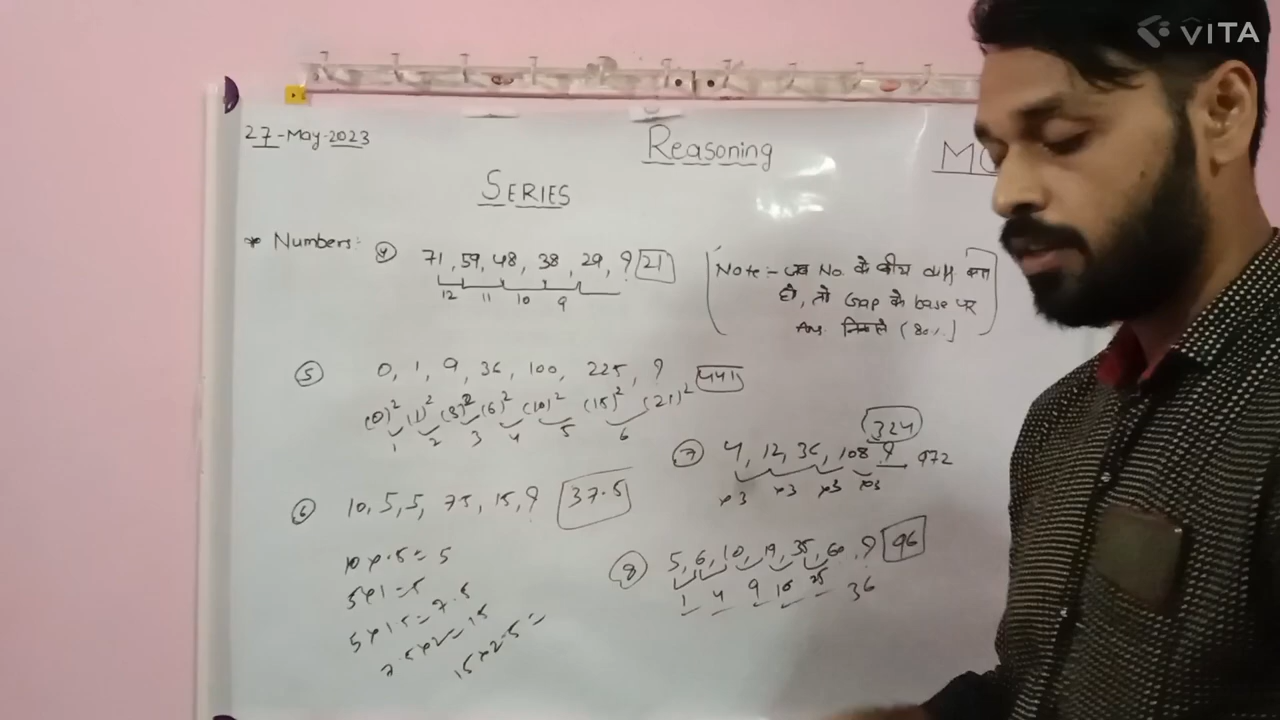 VITA
27-May-2023
Reasoning
SERIES
* Numbers:
④ 71, 59, 48, 38, 29, ? 21
12 11 10 9
Note :- जब No. के बीच diff कम
हो, तो Gap के base पर
Ans. निकाले (80%)
⑤ 0, 1, 9, 36, 100, 225, ? 441
(0)² (1)² (3)² (6)² (10)² (15)² (21)²
1 2 3 4 5 6
324
⑦ 4, 12, 36, 108, ? 972
×3 ×3 ×3 ×3
⑥ 10, 5, 5, 75, 15, ? 37.5
10×.5=5
5×1=5
5×1.5=7.5
7.5×2=15
15×2.5=
⑧ 5, 6, 10, 19, 35, 60, ? 96
1 4 9 16 25 36